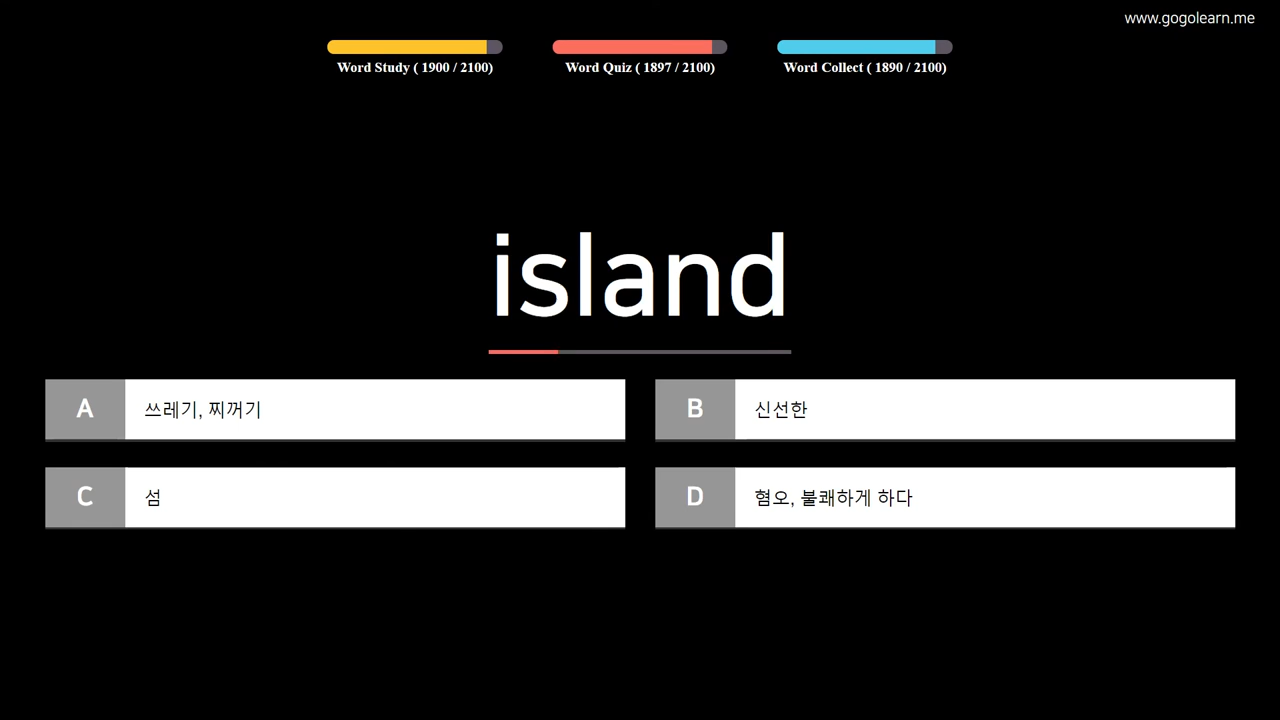 www.gogolearn.me
Word Study ( 1900 / 2100)
Word Quiz ( 1897 / 2100)
Word Collect ( 1890 / 2100)
island
A 쓰레기, 찌꺼기
B 신선한
C 섬
D 혐오, 불쾌하게 하다